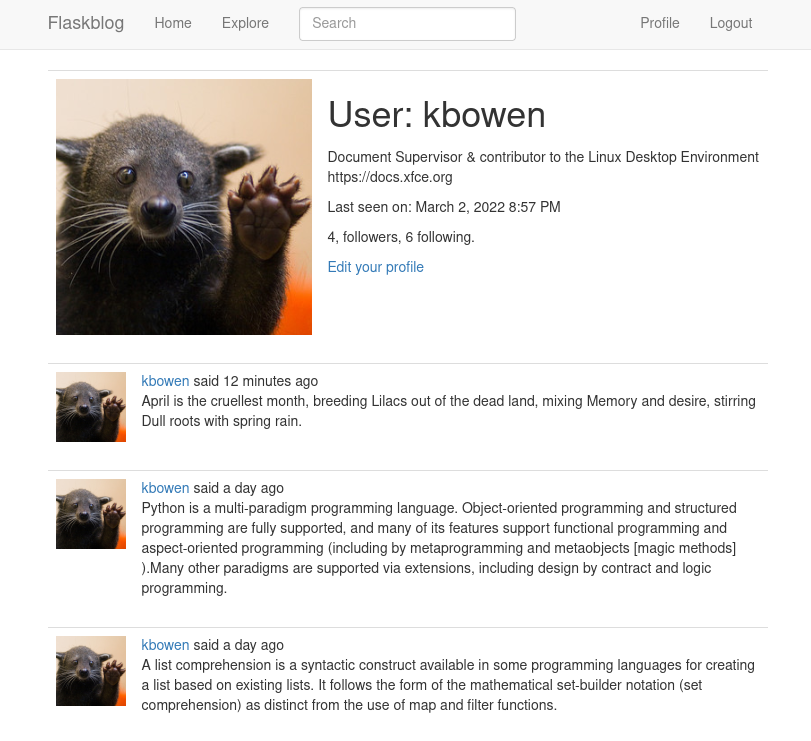 Flaskblog Home Explore Search Profile Logout
User: kbowen
Document Supervisor & contributor to the Linux Desktop Environment
https://docs.xfce.org
Last seen on: March 2, 2022 8:57 PM
4, followers, 6 following.
Edit your profile
kbowen said 12 minutes ago
April is the cruellest month, breeding Lilacs out of the dead land, mixing Memory and desire, stirring
Dull roots with spring rain.
kbowen said a day ago
Python is a multi-paradigm programming language. Object-oriented programming and structured
programming are fully supported, and many of its features support functional programming and
aspect-oriented programming (including by metaprogramming and metaobjects [magic methods]
).Many other paradigms are supported via extensions, including design by contract and logic
programming.
kbowen said a day ago
A list comprehension is a syntactic construct available in some programming languages for creating
a list based on existing lists. It follows the form of the mathematical set-builder notation (set
comprehension) as distinct from the use of map and filter functions.